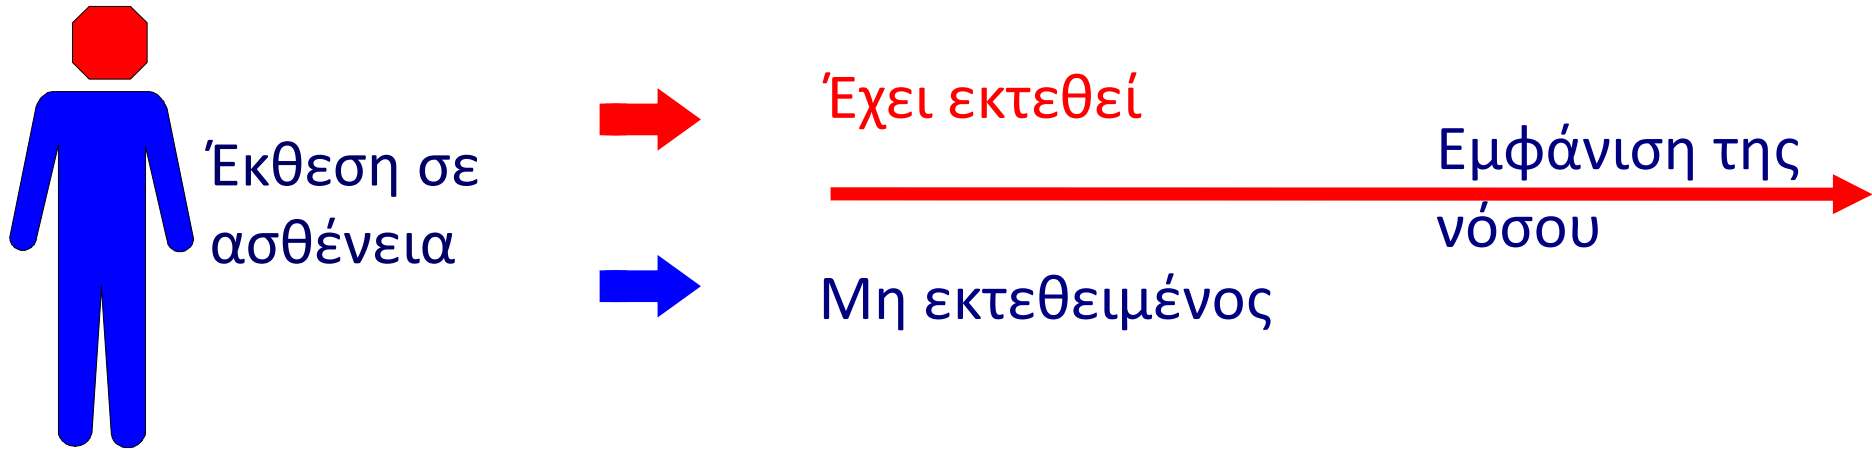 Έκθεση σε
ασθένεια
Έχει εκτεθεί
Μη εκτεθειμένος
Εμφάνιση της
νόσου